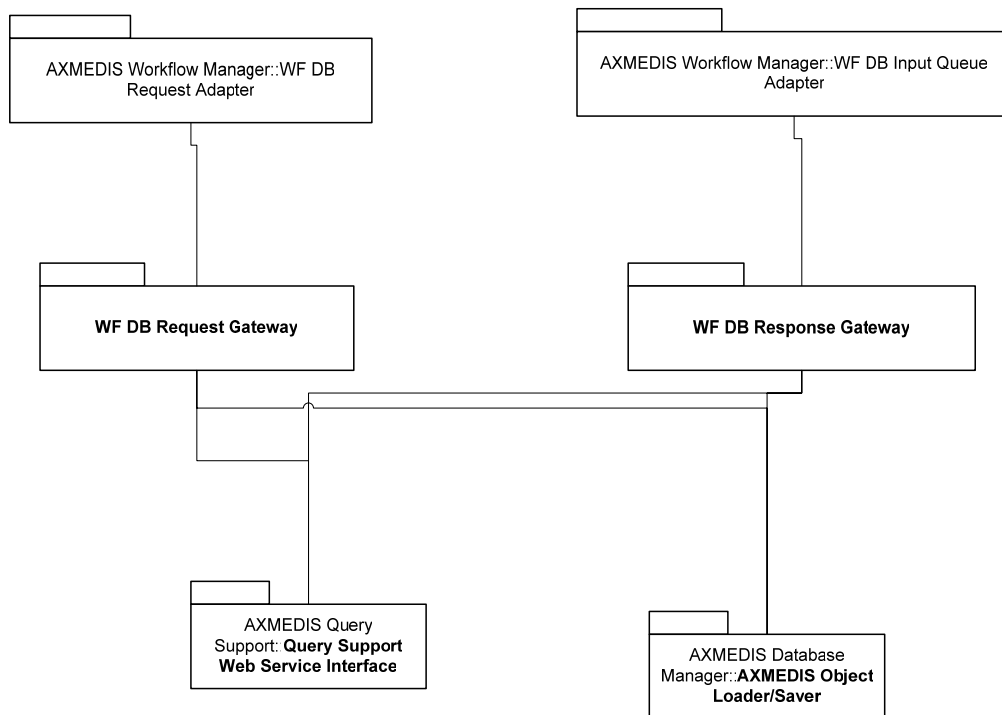 AXMEDIS Workflow Manager::WF DB
Request Adapter
AXMEDIS Workflow Manager::WF DB Input Queue
Adapter
WF DB Request Gateway
WF DB Response Gateway
AXMEDIS Query
Support::Query Support
Web Service Interface
AXMEDIS Database
Manager::AXMEDIS Object
Loader/Saver